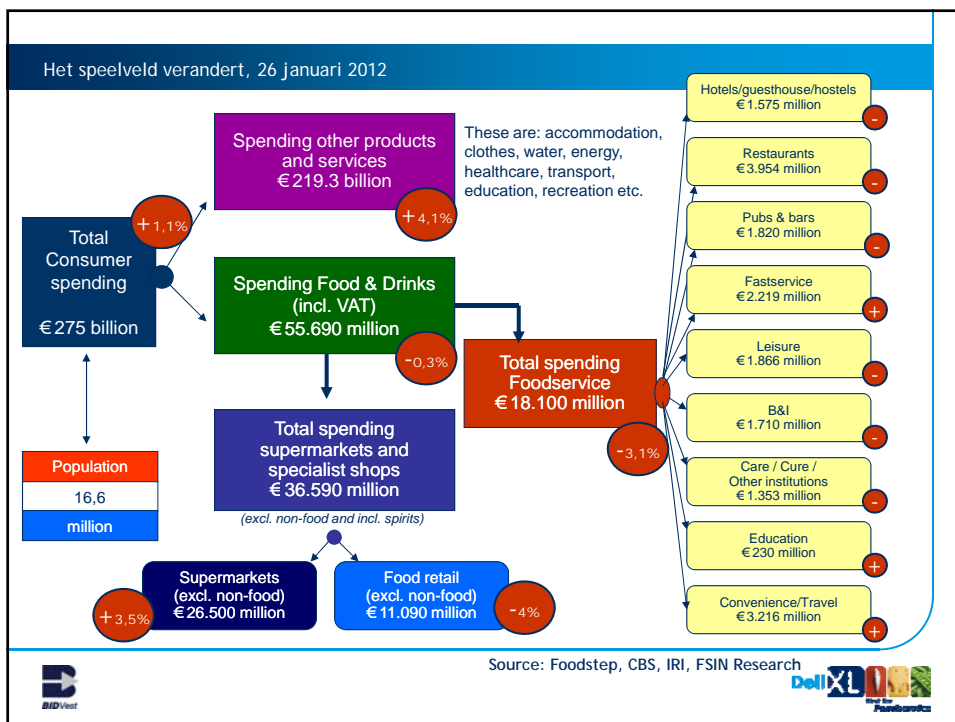 Het speelveld verandert, 26 januari 2012
Total
Consumer
spending
€ 275 billion
+1,1%
Population
16,6
million
Spending other products
and services
€ 219.3 billion
+4,1%
These are: accommodation,
clothes, water, energy,
healthcare, transport,
education, recreation etc.
Spending Food & Drinks
(incl. VAT)
€ 55.690 million
-0,3%
Total spending
supermarkets and
specialist shops
€ 36.590 million
(excl. non-food and incl. spirits)
Supermarkets
(excl. non-food)
€ 26.500 million
+3,5%
Food retail
(excl. non-food)
€ 11.090 million
-4%
Total spending
Foodservice
€ 18.100 million
-3,1%
Hotels/guesthouse/hostels
€ 1.575 million
-
Restaurants
€ 3.954 million
-
Pubs & bars
€ 1.820 million
-
Fastservice
€ 2.219 million
+
Leisure
€ 1.866 million
-
B&I
€ 1.710 million
-
Care / Cure /
Other institutions
€ 1.353 million
-
Education
€ 230 million
+
Convenience/Travel
€ 3.216 million
+
Source: Foodstep, CBS, IRI, FSIN Research
BIDVest
Deli XL
First for
Foodservice